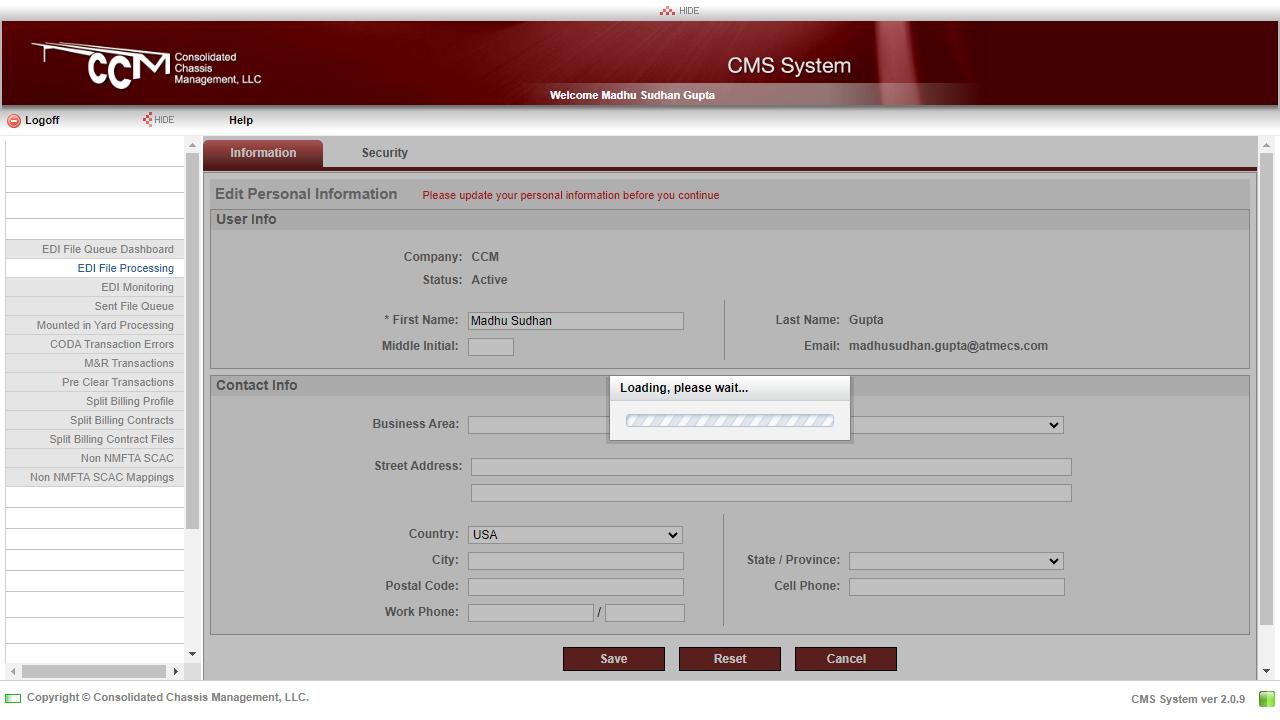 HIDE
CCM Consolidated
Chassis
Management, LLC
CMS System
Welcome Madhu Sudhan Gupta
Logoff HIDE Help
Information Security
Edit Personal Information Please update your personal information before you continue
User Info
EDI File Queue Dashboard
EDI File Processing
EDI Monitoring
Sent File Queue
Mounted in Yard Processing
CODA Transaction Errors
M&R Transactions
Pre Clear Transactions
Split Billing Profile
Split Billing Contracts
Split Billing Contract Files
Non NMFTA SCAC
Non NMFTA SCAC Mappings
Company: CCM
Status: Active
* First Name: Madhu Sudhan Last Name: Gupta
Middle Initial: Email: madhusudhan.gupta@atmecs.com
Contact Info
Loading, please wait...
Business Area:
Street Address:
Country: USA
City: State / Province:
Postal Code: Cell Phone:
Work Phone: /
Save Reset Cancel
Copyright © Consolidated Chassis Management, LLC. CMS System ver 2.0.9